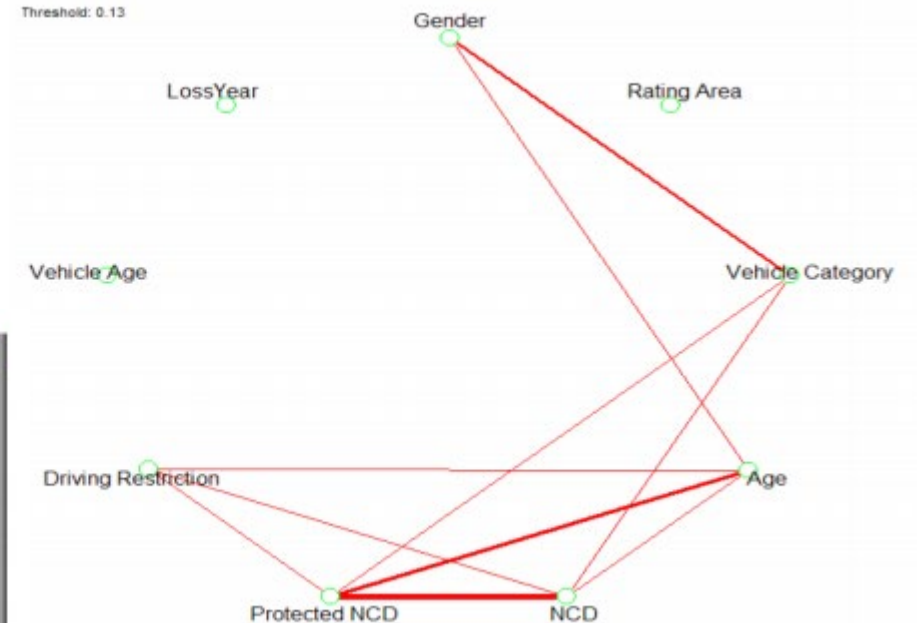 Threshold: 0.13
Gender
LossYear
Rating Area
Vehicle Age
Vehicle Category
Driving Restriction
Age
Protected NCD
NCD